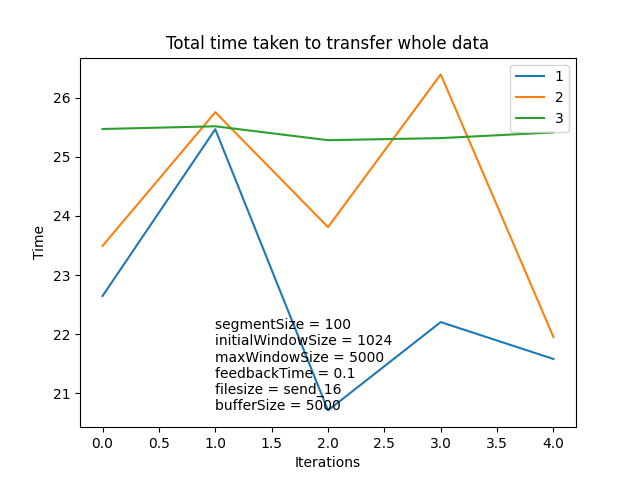 Total time taken to transfer whole data
1
2
3
26
25
24
23
22
21
Time
segmentSize = 100
initialWindowSize = 1024
maxWindowSize = 5000
feedbackTime = 0.1
filesize = send_16
bufferSize = 5000
0.0 0.5 1.0 1.5 2.0 2.5 3.0 3.5 4.0
Iterations